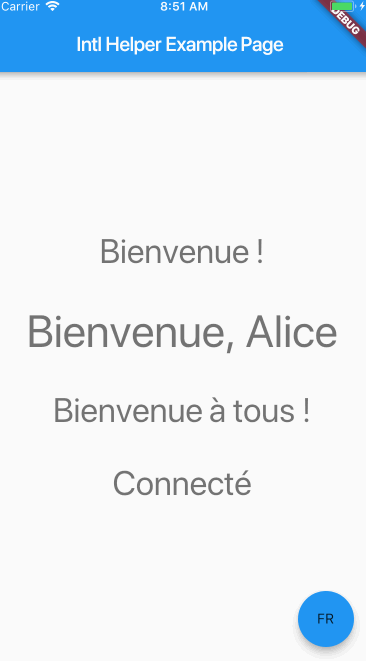 Carrier 8:51 AM
DEBUG
Intl Helper Example Page
Bienvenue !
Bienvenue, Alice
Bienvenue à tous !
Connecté
FR